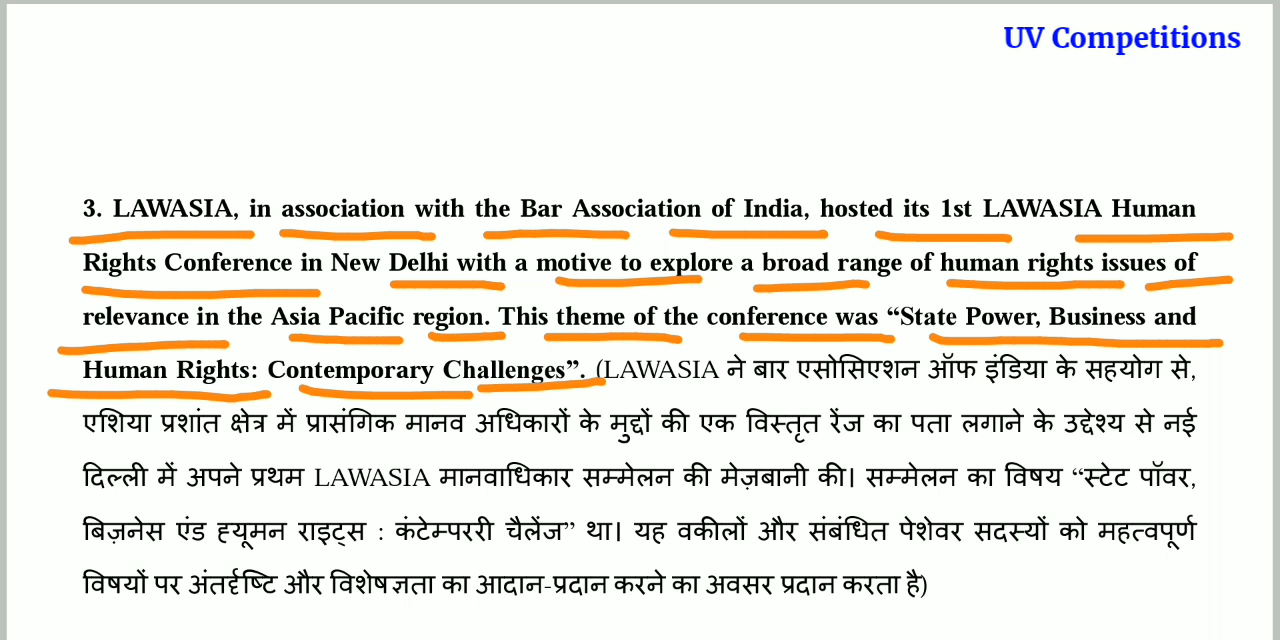 UV Competitions
3. LAWASIA, in association with the Bar Association of India, hosted its 1st LAWASIA Human
Rights Conference in New Delhi with a motive to explore a broad range of human rights issues of
relevance in the Asia Pacific region. This theme of the conference was “State Power, Business and
Human Rights: Contemporary Challenges”. (LAWASIA ने बार एसोसिएशन ऑफ इंडिया के सहयोग से,
एशिया प्रशांत क्षेत्र में प्रासंगिक मानव अधिकारों के मुद्दों की एक विस्तृत रेंज का पता लगाने के उद्देश्य से नई
दिल्ली में अपने प्रथम LAWASIA मानवाधिकार सम्मेलन की मेज़बानी की। सम्मेलन का विषय “स्टेट पॉवर,
बिज़नेस एंड ह्यूमन राइट्स : कंटेम्पररी चैलेंज” था। यह वकीलों और संबंधित पेशेवर सदस्यों को महत्वपूर्ण
विषयों पर अंतर्दृष्टि और विशेषज्ञता का आदान-प्रदान करने का अवसर प्रदान करता है)